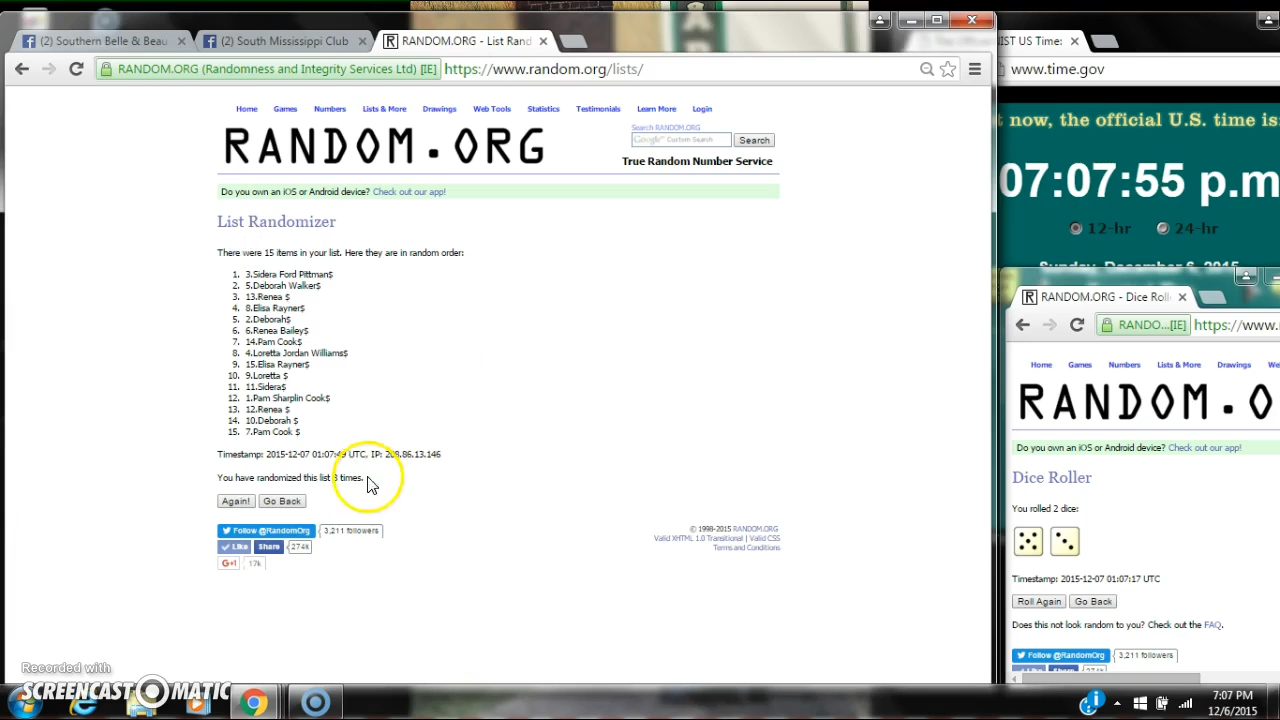 (2) Southern Belle & Beau
(2) South Mississippi Club
RANDOM.ORG - List Rand
RANDOM.ORG (Randomness and Integrity Services Ltd) [IE]
https://www.random.org/lists/
Home Games Numbers Lists & More Drawings Web Tools Statistics Testimonials Learn More Login
RANDOM.ORG
Search RANDOM.ORG
Google™ Custom Search
Search
True Random Number Service
Do you own an iOS or Android device? Check out our app!
List Randomizer
There were 15 items in your list. Here they are in random order:
1. 3.Sidera Ford Pittman$
2. 5.Deborah Walker$
3. 13.Renea $
4. 8.Elisa Rayner$
5. 2.Deborah$
6. 6.Renea Bailey$
7. 14.Pam Cook$
8. 4.Loretta Jordan Williams$
9. 15.Elisa Rayner$
10. 9.Loretta $
11. 11.Sidera$
12. 1.Pam Sharplin Cook$
13. 12.Renea $
14. 10.Deborah $
15. 7.Pam Cook $
Timestamp: 2015-12-07 01:07:49 UTC, IP: 208.86.13.146
You have randomized this list 3 times.
Again! Go Back
Follow @RandomOrg 3,211 followers
Like Share 274k
G+1 17k
© 1998-2015 RANDOM.ORG
Valid XHTML 1.0 Transitional | Valid CSS
Terms and Conditions
IST US Time:
www.time.gov
t now, the official U.S. time is:
07:07:55 p.m
12-hr 24-hr
Sunday, December 6, 2015
RANDOM.ORG - Dice Roll
RANDO...[IE]
https://www.
Home Games Numbers Lists & More Drawings We
RANDOM.O
Do you own an iOS or Android device? Check out our app!
Dice Roller
You rolled 2 dice:
Timestamp: 2015-12-07 01:07:17 UTC
Roll Again Go Back
Does this not look random to you? Check out the FAQ.
Follow @RandomOrg 3,211 followers
Recorded with
SCREENCAST-O-MATIC
7:07 PM
12/6/2015